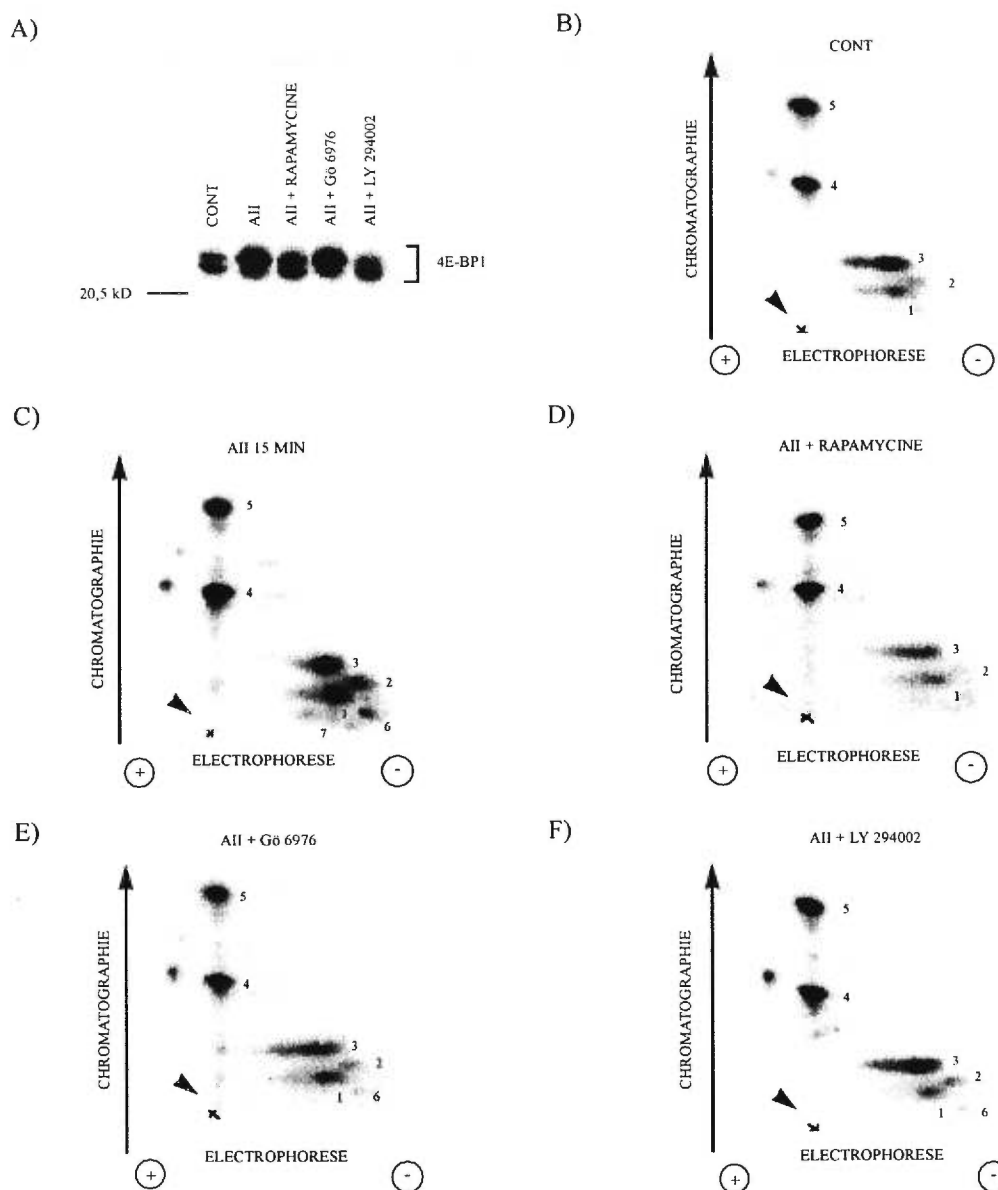 A)
CONT
AII
AII + RAPAMYCINE
AII + Gö 6976
AII + LY 294002
4E-BP1
20,5 kD
B)
CONT
CHROMATOGRAPHIE
5
4
3
2
1
+
ELECTROPHORESE
-
C)
AII 15 MIN
CHROMATOGRAPHIE
5
4
3
2
1
7
6
+
ELECTROPHORESE
-
D)
AII + RAPAMYCINE
CHROMATOGRAPHIE
5
4
3
2
1
+
ELECTROPHORESE
-
E)
AII + Gö 6976
CHROMATOGRAPHIE
5
4
3
2
1
6
+
ELECTROPHORESE
-
F)
AII + LY 294002
CHROMATOGRAPHIE
5
4
3
2
1
6
+
ELECTROPHORESE
-